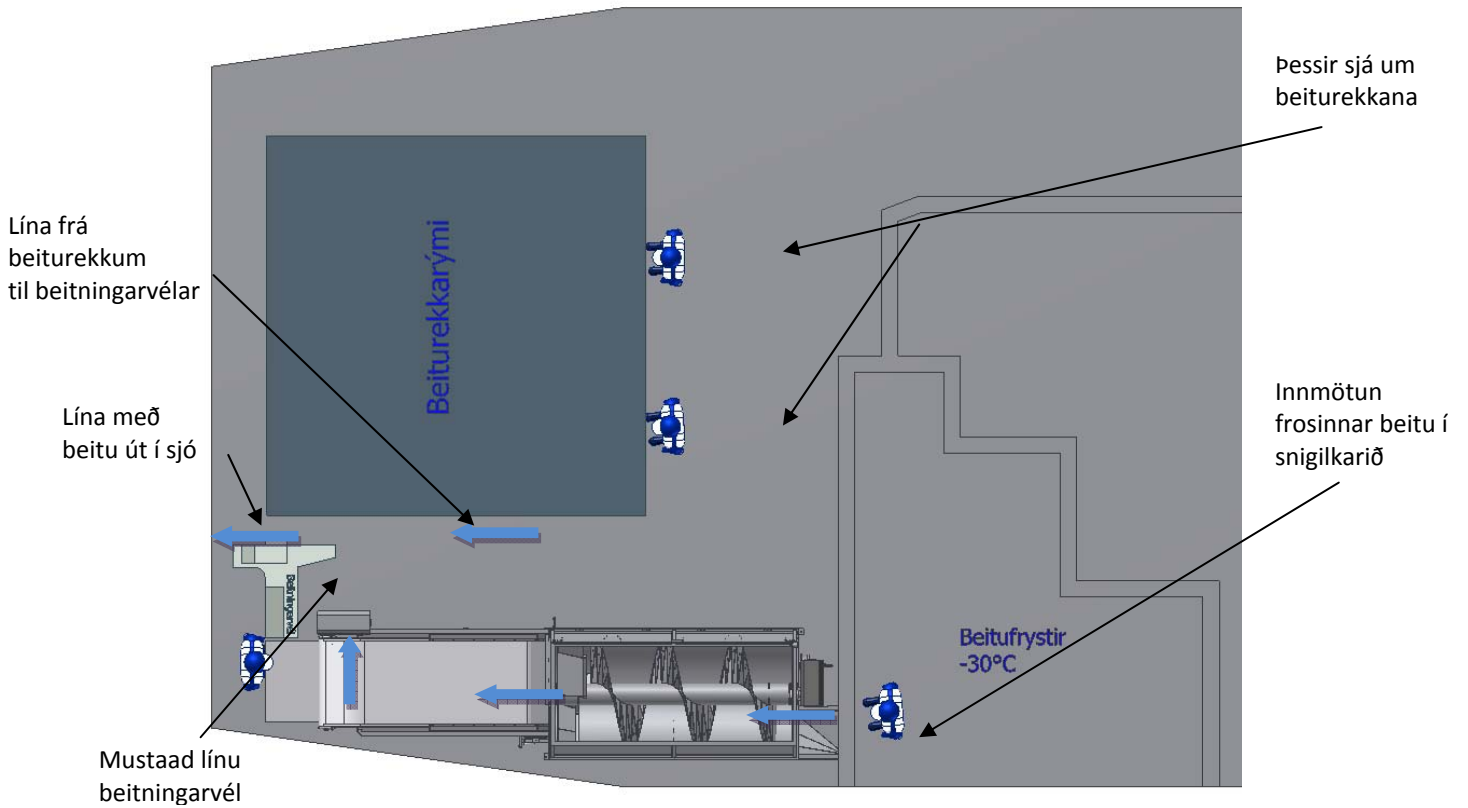 Þessir sjá um
beiturekkana
Lína frá
beiturekkum
til beitningarvélar
Beiturekkarými
Lína með
beitu út í sjó
Innmötun
frosinnar beitu í
snigilkarið
Beitningarvél
Beitufrystir
-30°C
Mustaad línu
beitningarvél